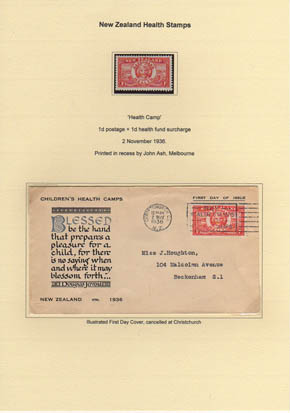 New Zealand Health Stamps
'Health Camp'
1d postage + 1d health fund surcharge
2 November 1936
Printed in recess by John Ash, Melbourne
CHILDREN'S HEALTH CAMPS
FIRST DAY OF ISSUE
BLESSED
be the hand
that prepares a
pleasure for a
child, for there
is no saying when
and where it may
blossom forth...
Douglas Jerrold
NEW ZEALAND 1936
1936
N.Z.
Miss J.Houghton,
104 Malcolm Avenue
Beckenham S.1
Illustrated First Day Cover, cancelled at Christchurch